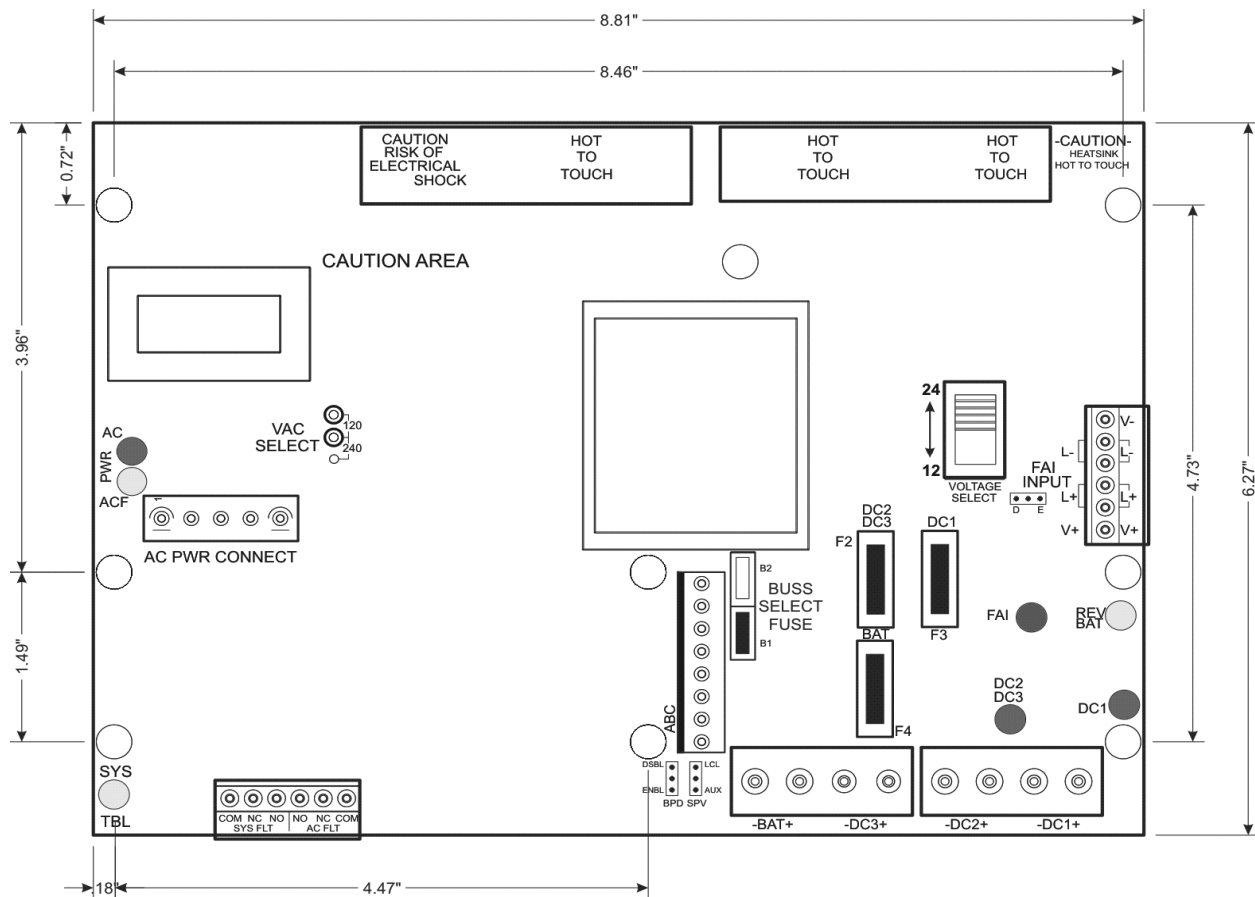 8.81"
8.46"
0.72"
3.96"
1.49"
4.73"
6.27"
CAUTION
RISK OF
ELECTRICAL
SHOCK
HOT
TO
TOUCH
HOT
TO
TOUCH
HOT
TO
TOUCH
-CAUTION-
HEATSINK
HOT TO TOUCH
CAUTION AREA
VAC
SELECT
120
240
AC
PWR
ACF
1
AC PWR CONNECT
24
12
VOLTAGE
SELECT
FAI
INPUT
D E
V-
L- L-
L+ L+
V+ V+
DC2
DC3
F2
DC1
F3
BAT
F4
B2
BUSS
SELECT
FUSE
B1
ABC
FAI
REV
BAT
DC2
DC3
DC1
SYS
TBL
COM NC NO NO NC COM
SYS FLT AC FLT
DSBL LCL
ENBL AUX
BPD SPV
-BAT+ -DC3+ -DC2+ -DC1+
.18" 4.47"